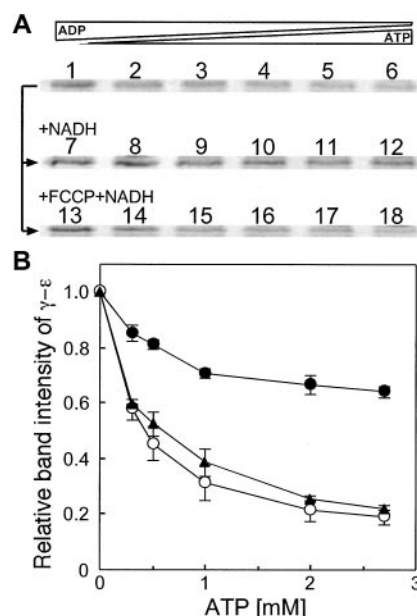 A
ADP
ATP
1 2 3 4 5 6
+NADH
7 8 9 10 11 12
+FCCP+NADH
13 14 15 16 17 18
B
Relative band intensity of γ-ε
1.0
0.8
0.6
0.4
0.2
0 1 2 3
ATP [mM]